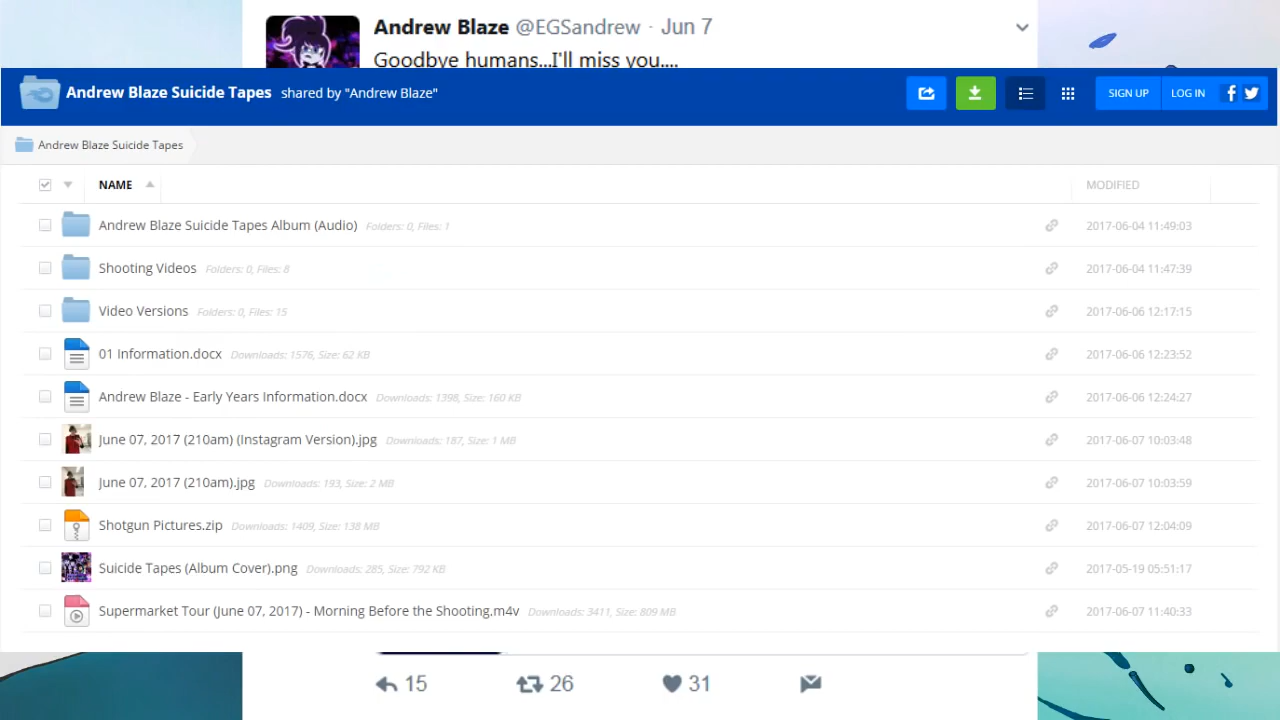 Andrew Blaze @EGSandrew · Jun 7
Goodbye humans...I'll miss you....
Andrew Blaze Suicide Tapes shared by "Andrew Blaze"
SIGN UP LOG IN
Andrew Blaze Suicide Tapes
NAME MODIFIED
Andrew Blaze Suicide Tapes Album (Audio) Folders: 0, Files: 1 2017-06-04 11:49:03
Shooting Videos Folders: 0, Files: 8 2017-06-04 11:47:39
Video Versions Folders: 0, Files: 15 2017-06-06 12:17:15
01 Information.docx Downloads: 1576, Size: 62 KB 2017-06-06 12:23:52
Andrew Blaze - Early Years Information.docx Downloads: 1398, Size: 160 KB 2017-06-06 12:24:27
June 07, 2017 (210am) (Instagram Version).jpg Downloads: 187, Size: 1 MB 2017-06-07 10:03:48
June 07, 2017 (210am).jpg Downloads: 193, Size: 2 MB 2017-06-07 10:03:59
Shotgun Pictures.zip Downloads: 1409, Size: 138 MB 2017-06-07 12:04:09
Suicide Tapes (Album Cover).png Downloads: 285, Size: 792 KB 2017-05-19 05:51:17
Supermarket Tour (June 07, 2017) - Morning Before the Shooting.m4v Downloads: 3411, Size: 809 MB 2017-06-07 11:40:33
15 26 31